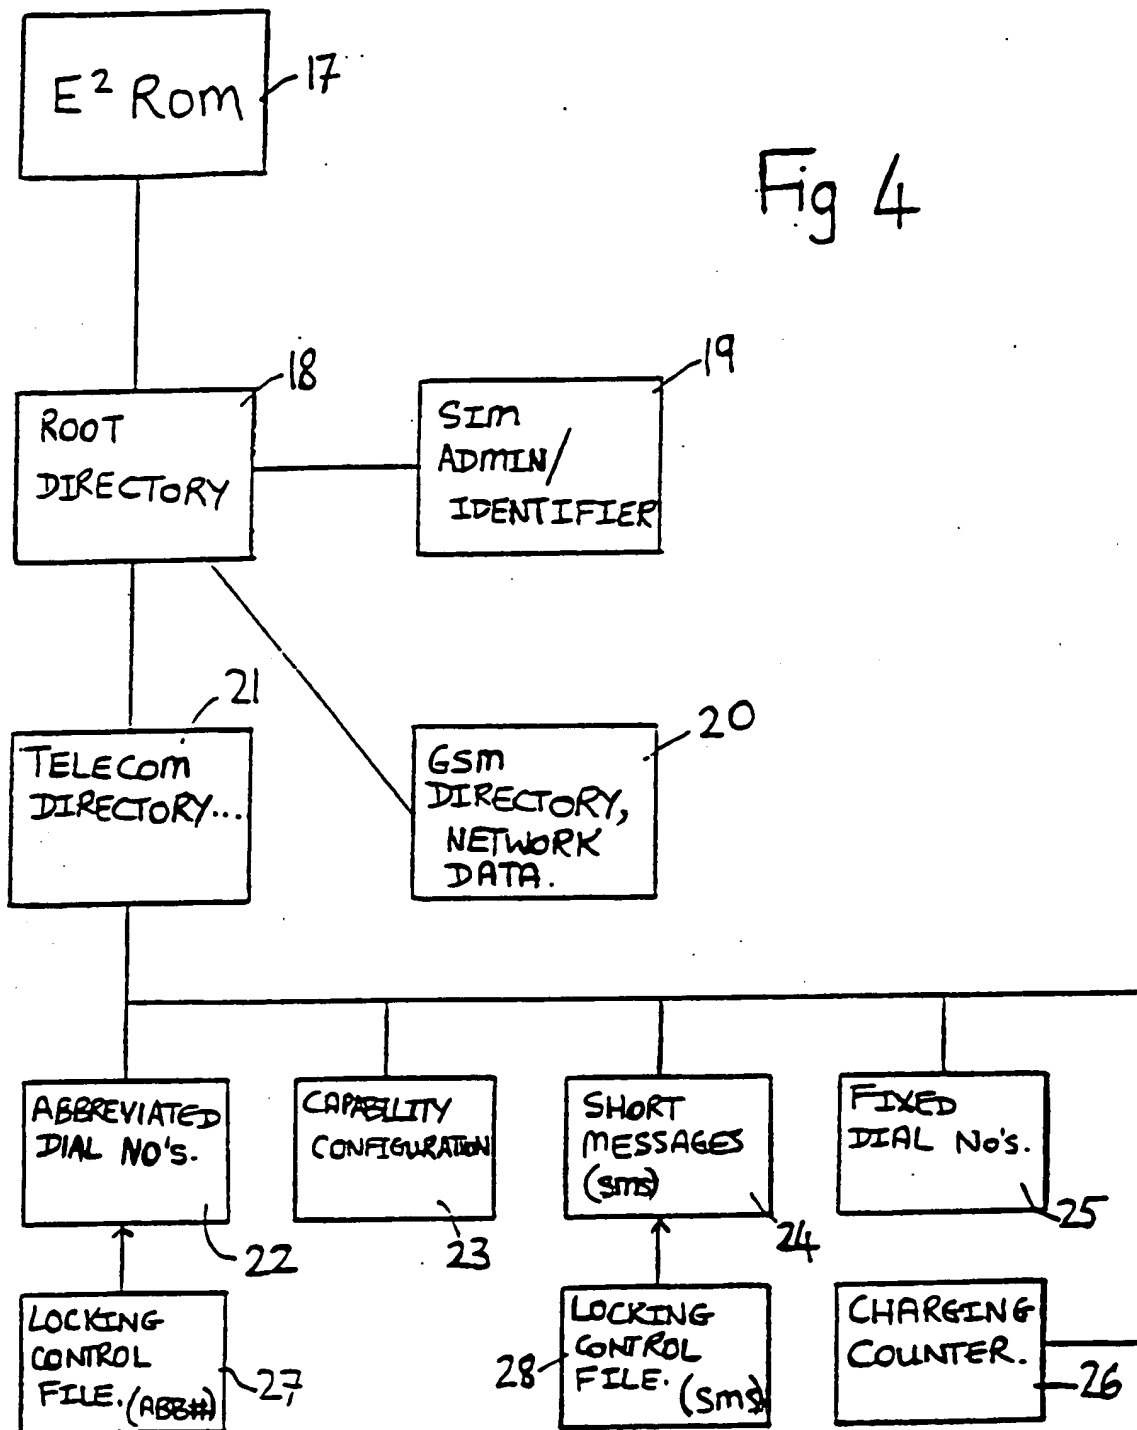 E² Rom
17
Fig 4
18
19
ROOT
DIRECTORY
SIM
ADMIN/
IDENTIFIER
21
20
TELECOM
DIRECTORY...
GSM
DIRECTORY,
NETWORK
DATA.
ABBREVIATED
DIAL NO's.
22
CAPABILITY
CONFIGURATION
23
SHORT
MESSAGES
(SMS)
24
FIXED
DIAL No's.
25
LOCKING
CONTROL
FILE. (ABB#)
27
28
LOCKING
CONTROL
FILE. (SMS)
CHARGING
COUNTER.
26